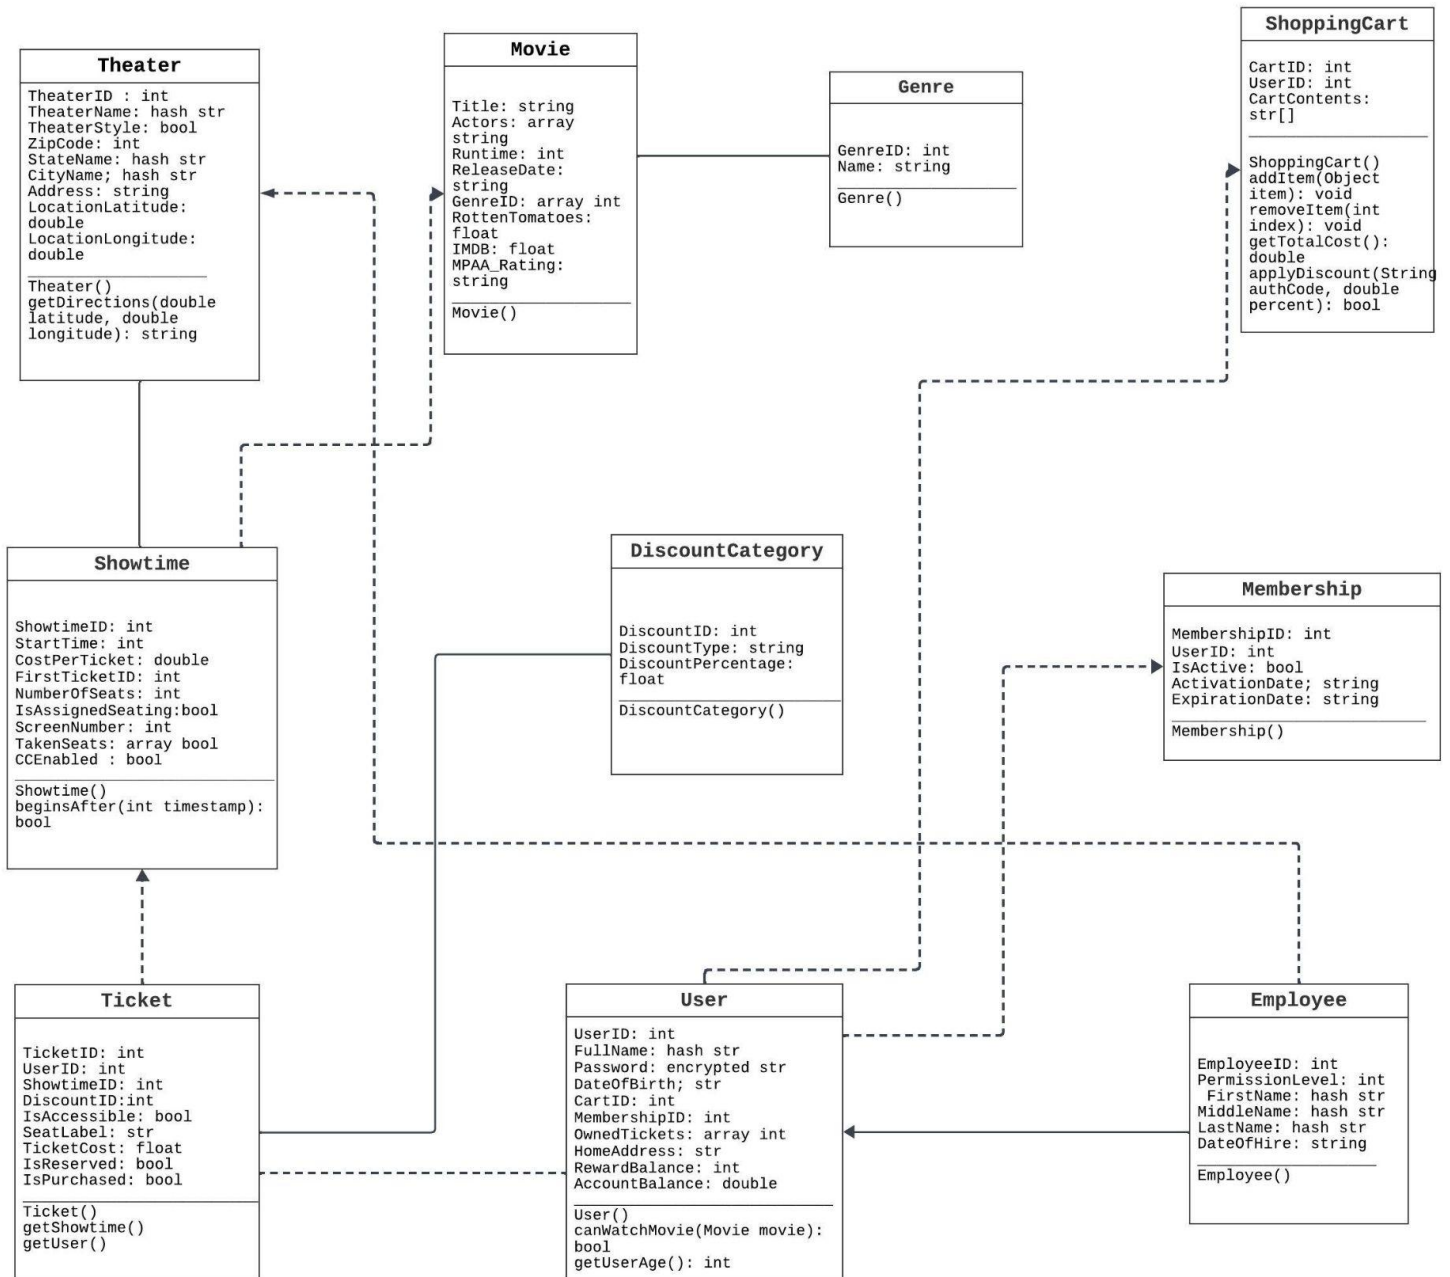 Theater
TheaterID : int
TheaterName: hash str
TheaterStyle: bool
ZipCode: int
StateName: hash str
CityName; hash str
Address: string
LocationLatitude:
double
LocationLongitude:
double
Theater()
getDirections(double
latitude, double
longitude): string
Movie
Title: string
Actors: array
string
Runtime: int
ReleaseDate:
string
GenreID: array int
RottenTomatoes:
float
IMDB: float
MPAA_Rating:
string
Movie()
Genre
GenreID: int
Name: string
Genre()
ShoppingCart
CartID: int
UserID: int
CartContents:
str[]
ShoppingCart()
addItem(Object
item): void
removeItem(int
index): void
getTotalCost():
double
applyDiscount(String
authCode, double
percent): bool
Showtime
ShowtimeID: int
StartTime: int
CostPerTicket: double
FirstTicketID: int
NumberOfSeats: int
IsAssignedSeating:bool
ScreenNumber: int
TakenSeats: array bool
CCEnabled : bool
Showtime()
beginsAfter(int timestamp):
bool
DiscountCategory
DiscountID: int
DiscountType: string
DiscountPercentage:
float
DiscountCategory()
Membership
MembershipID: int
UserID: int
IsActive: bool
ActivationDate; string
ExpirationDate: string
Membership()
Ticket
TicketID: int
UserID: int
ShowtimeID: int
DiscountID:int
IsAccessible: bool
SeatLabel: str
TicketCost: float
IsReserved: bool
IsPurchased: bool
Ticket()
getShowtime()
getUser()
User
UserID: int
FullName: hash str
Password: encrypted str
DateOfBirth; str
CartID: int
MembershipID: int
OwnedTickets: array int
HomeAddress: str
RewardBalance: int
AccountBalance: double
User()
canWatchMovie(Movie movie):
bool
getUserAge(): int
Employee
EmployeeID: int
PermissionLevel: int
FirstName: hash str
MiddleName: hash str
LastName: hash str
DateOfHire: string
Employee()